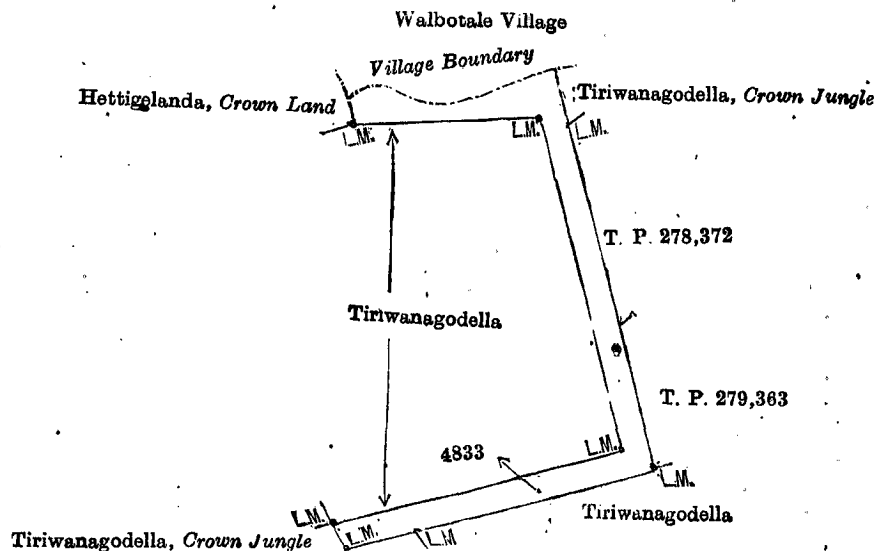 Walbotale Village
Village Boundary
Hettigelanda, Crown Land
Tiriwanagodella, Crown Jungle
L.M.
L.M.
L.M.
T. P. 278,372
Tiriwanagodella
T. P. 279,363
4833
L.M.
L.M.
L.M.
Tiriwanagodella
Tiriwanagodella, Crown Jungle
L.M.
L.M